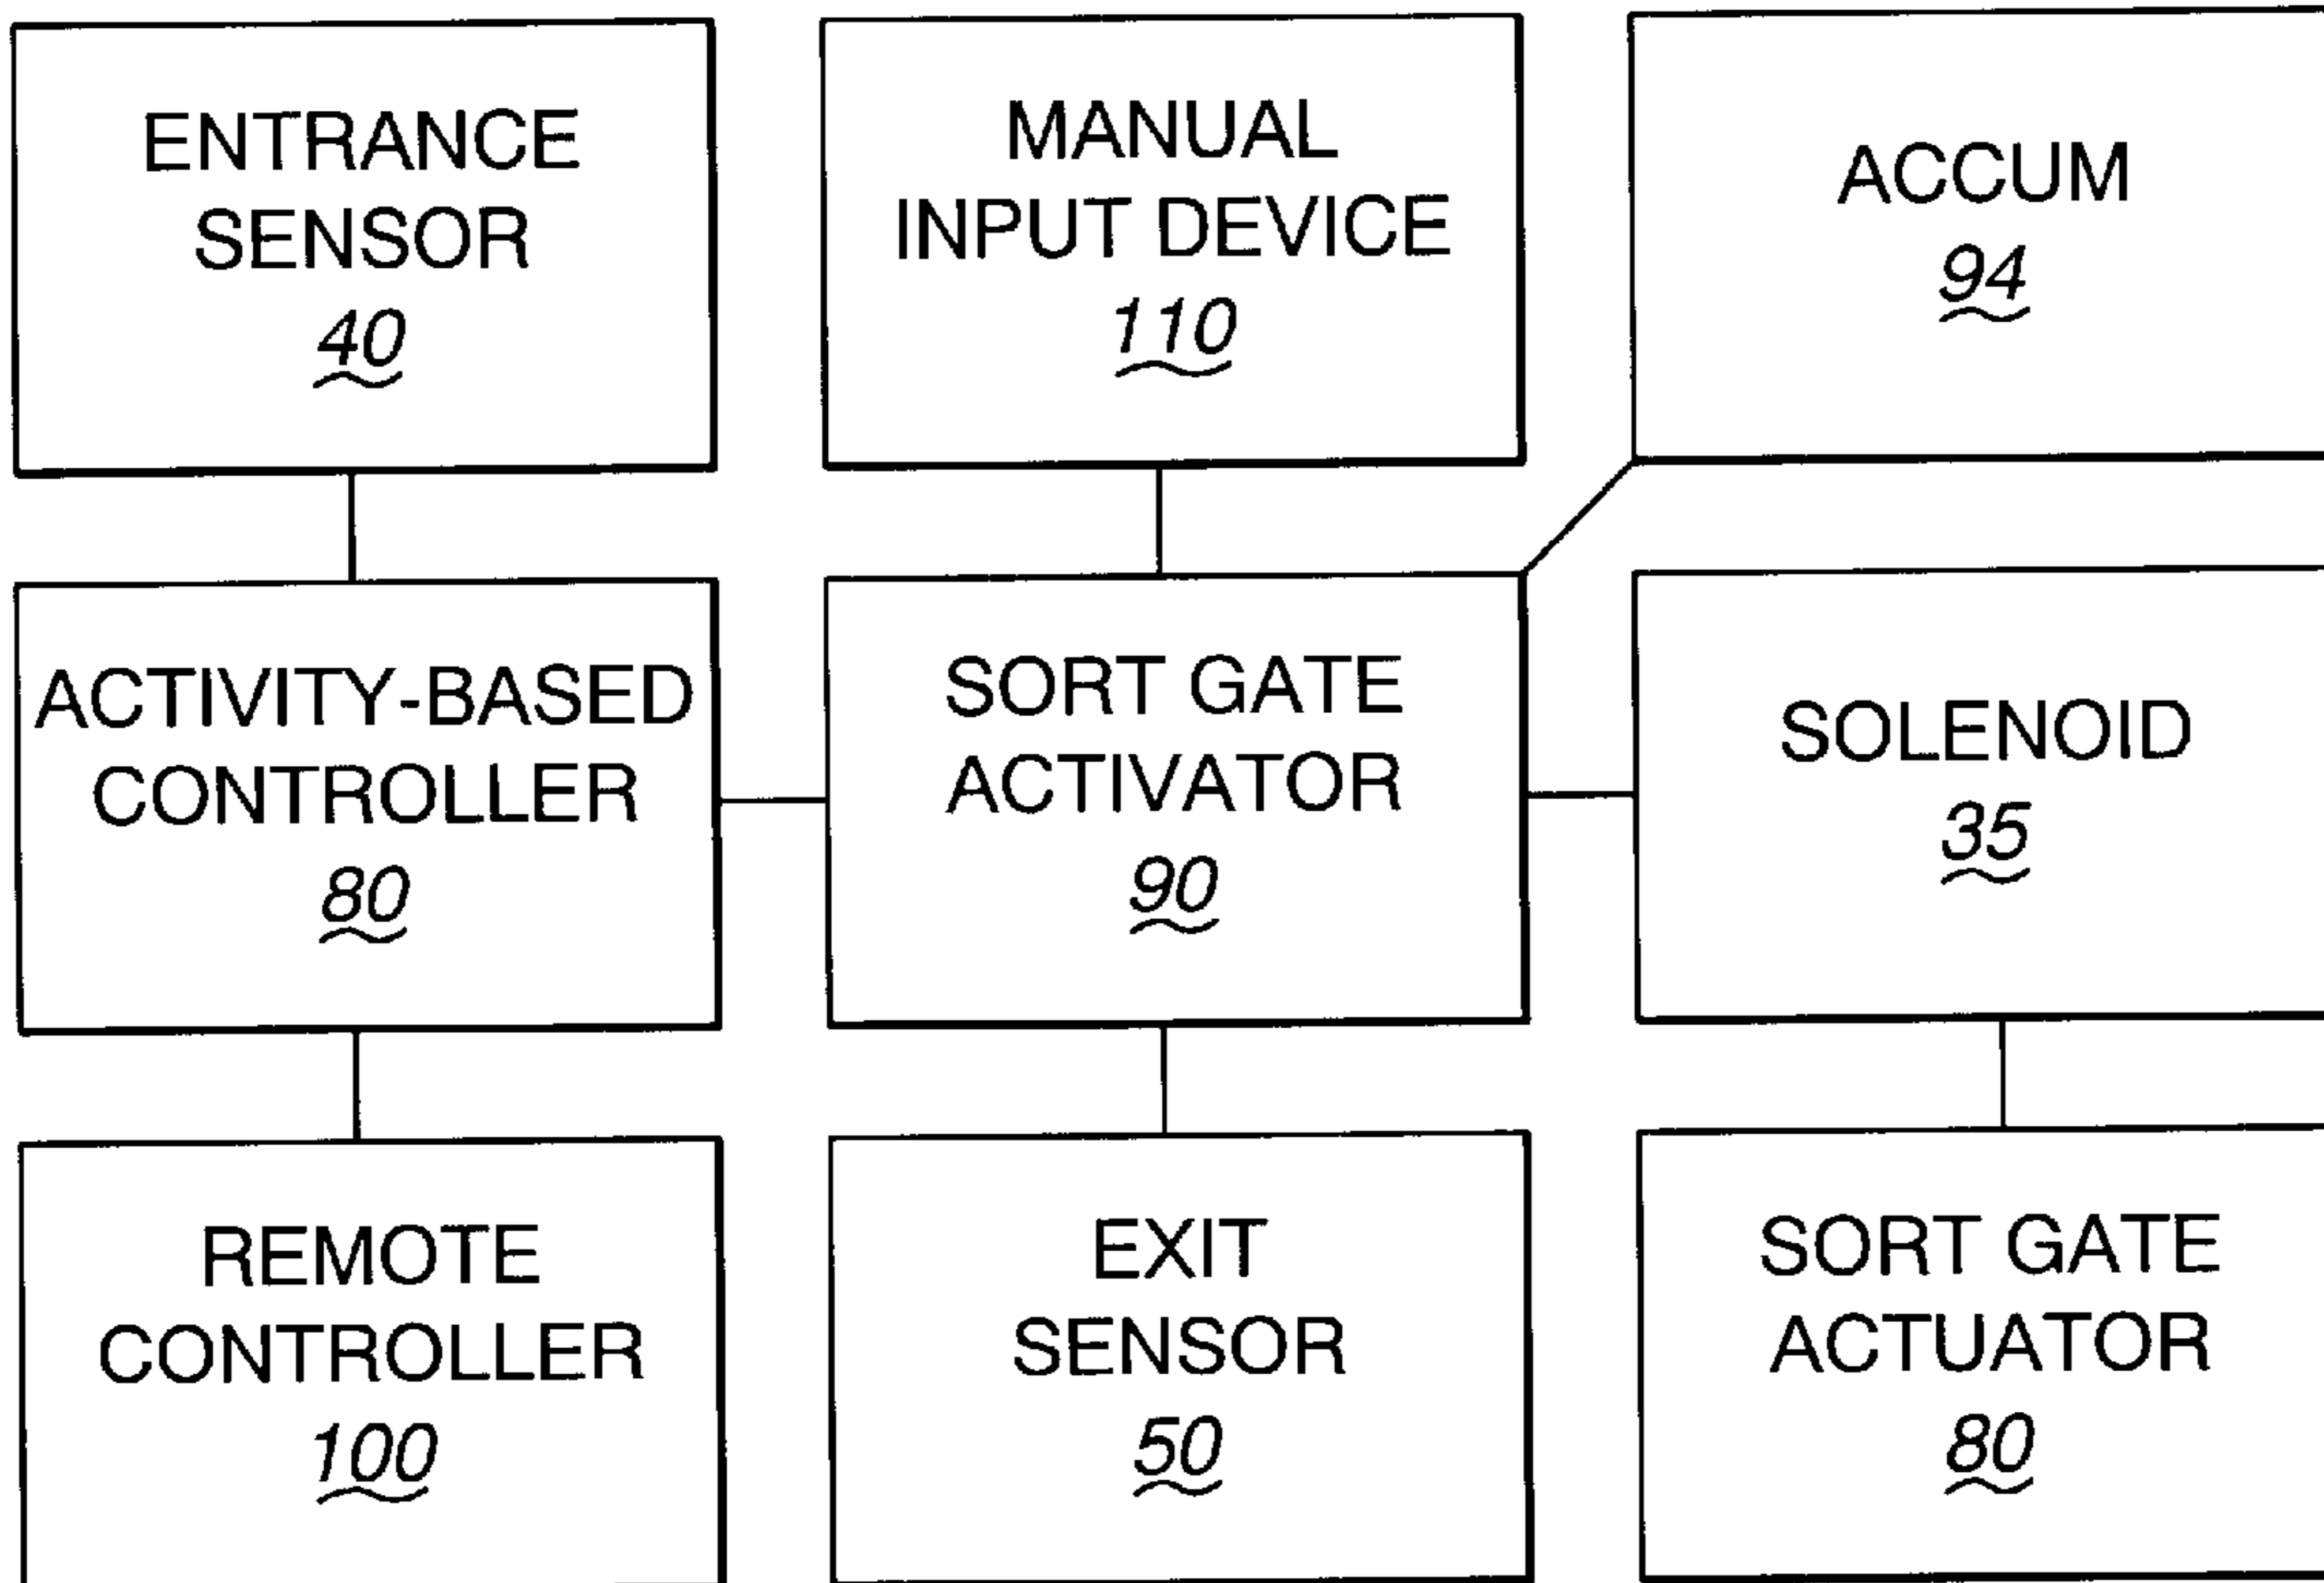 ENTRANCE
SENSOR
40
MANUAL
INPUT DEVICE
110
ACCUM
94
ACTIVITY-BASED
CONTROLLER
80
SORT GATE
ACTIVATOR
90
SOLENOID
35
REMOTE
CONTROLLER
100
EXIT
SENSOR
50
SORT GATE
ACTUATOR
80